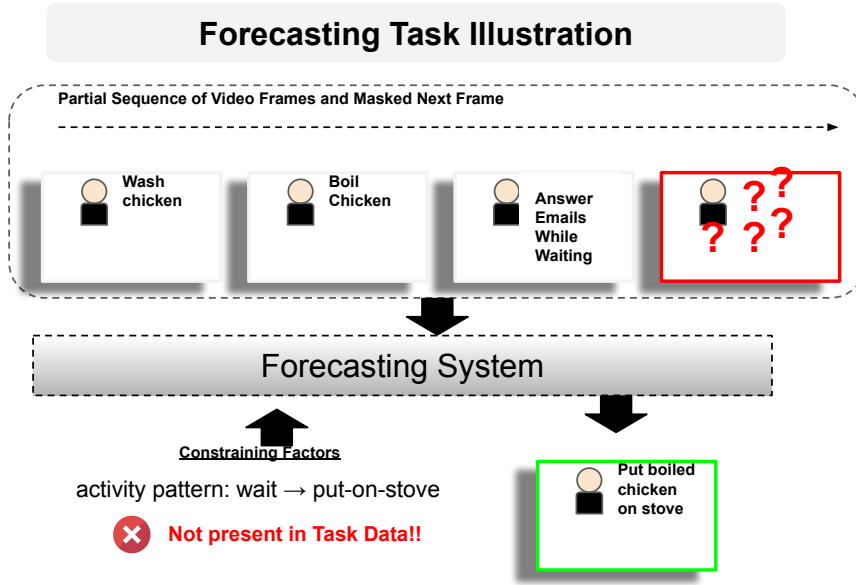 Forecasting Task Illustration
Partial Sequence of Video Frames and Masked Next Frame
Wash
chicken
Boil
Chicken
Answer
Emails
While
Waiting
? ?
? ? ?
Forecasting System
Constraining Factors
activity pattern: wait → put-on-stove
Not present in Task Data!!
Put boiled
chicken
on stove